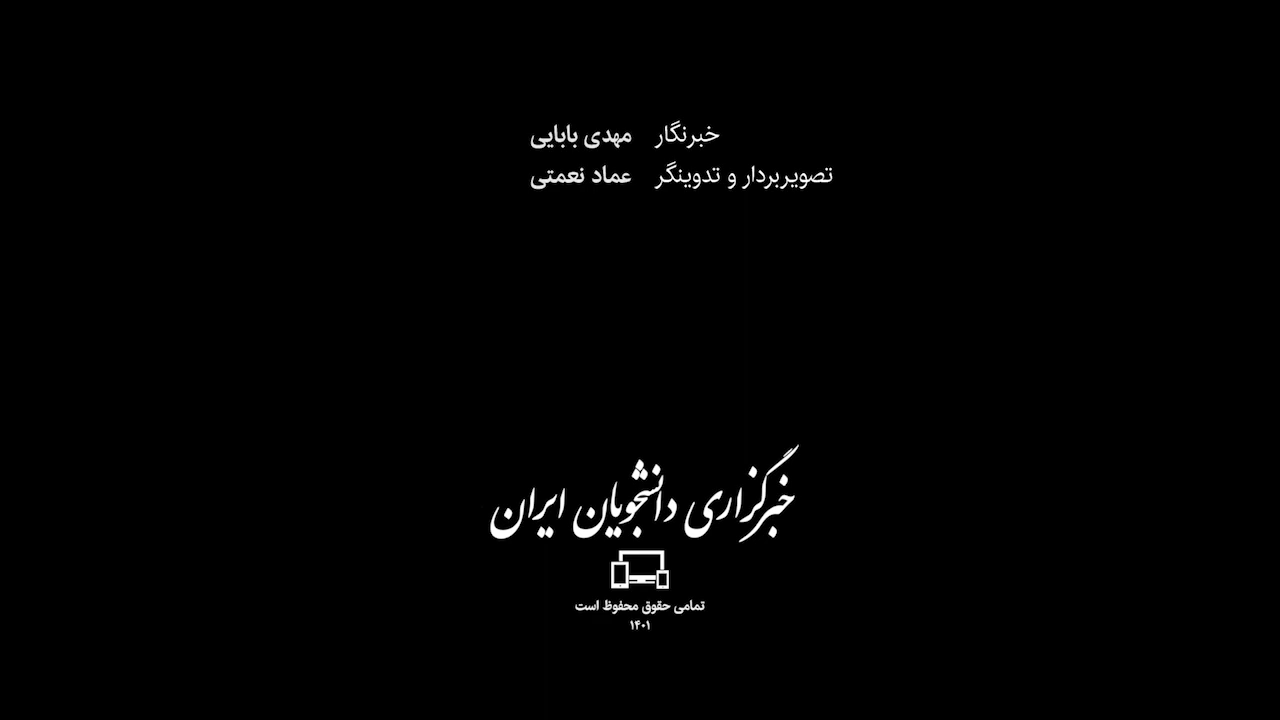 خبرنگار مهدی بابایی
تصویربردار و تدوینگر عماد نعمتی
خبرگزاری دانشجویان ایران
تمامی حقوق محفوظ است
۱۴۰۱